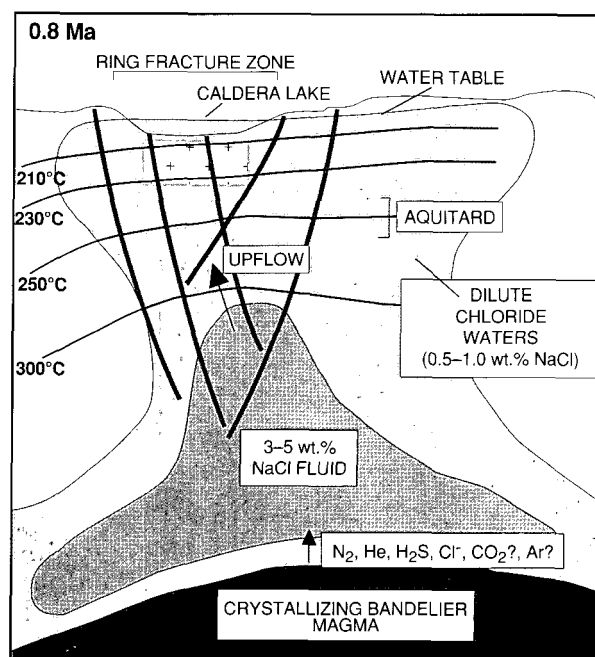 0.8 Ma
RING FRACTURE ZONE
CALDERA LAKE
WATER TABLE
210°C
230°C
AQUITARD
UPFLOW
250°C
DILUTE
CHLORIDE
WATERS
(0.5–1.0 wt.% NaCl)
300°C
3–5 wt.%
NaCl FLUID
N₂, He, H₂S, Cl⁻, CO₂?, Ar?
CRYSTALLIZING BANDELIER
MAGMA